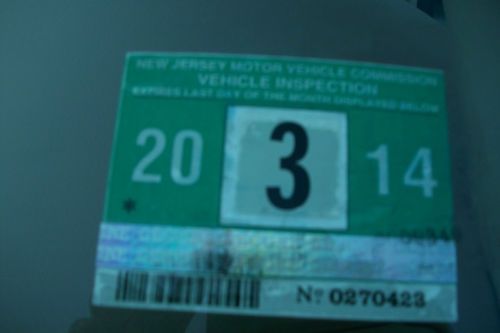 NEW JERSEY MOTOR VEHICLE COMMISSION
VEHICLE INSPECTION
EXPIRES LAST DAY OF THE MONTH DISPLAYED BELOW
20 3 14
*
Nº 0270423